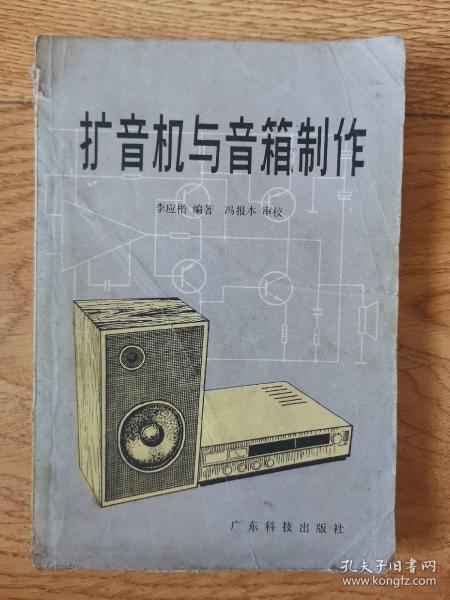 扩音机与音箱制作
李应楷 编著 冯报本 审校
广东科技出版社
孔夫子旧书网
www.kongfz.com